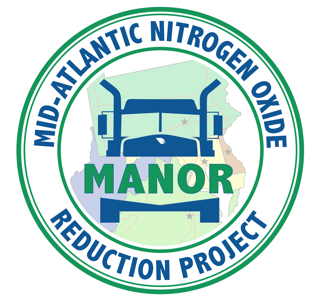 MID-ATLANTIC NITROGEN OXIDE
MANOR
REDUCTION PROJECT